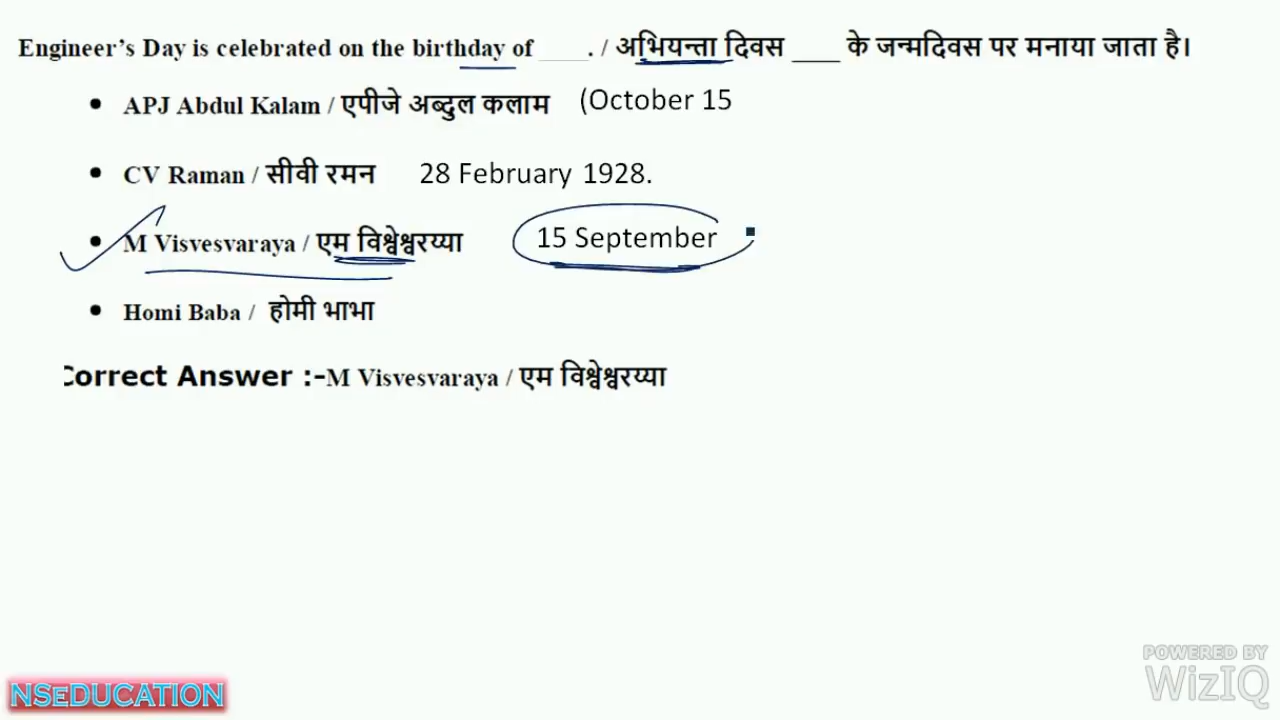 Engineer's Day is celebrated on the birthday of ____. / अभियन्ता दिवस ____ के जन्मदिवस पर मनाया जाता है।
• APJ Abdul Kalam / एपीजे अब्दुल कलाम (October 15
• CV Raman / सीवी रमन 28 February 1928.
• M Visvesvaraya / एम विश्वेश्वरय्या 15 September
• Homi Baba / होमी भाभा
Correct Answer :-M Visvesvaraya / एम विश्वेश्वरय्या
POWERED BY
WizIQ
NSEDUCATION